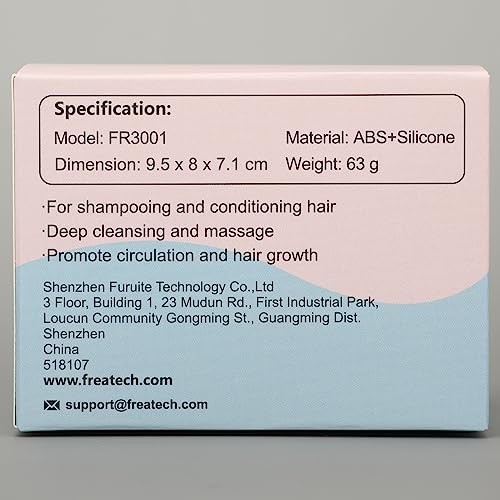 Specification:
Model: FR3001 Material: ABS+Silicone
Dimension: 9.5 x 8 x 7.1 cm Weight: 63 g
·For shampooing and conditioning hair
·Deep cleansing and massage
·Promote circulation and hair growth
Shenzhen Furuite Technology Co.,Ltd
3 Floor, Building 1, 23 Mudun Rd., First Industrial Park,
Loucun Community Gongming St., Guangming Dist.
Shenzhen
China
518107
www.freatech.com
support@freatech.com